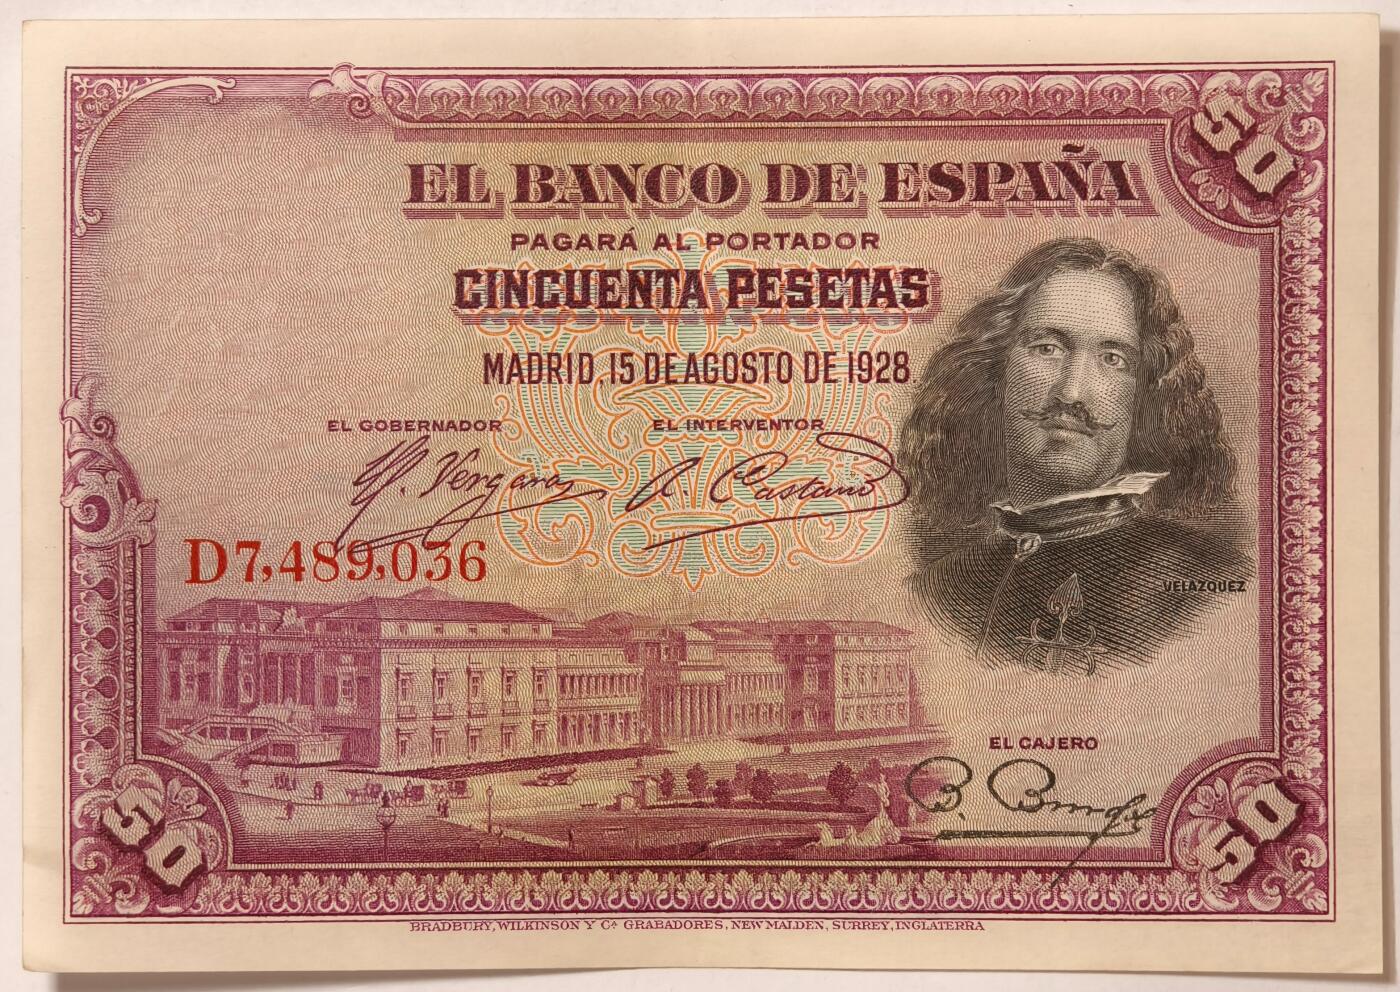 50
EL BANCO DE ESPAÑA
PAGARÁ AL PORTADOR
CINCUENTA PESETAS
MADRID, 15 DE AGOSTO DE 1928.
EL GOBERNADOR EL INTERVENTOR
D7,489,036
VELAZQUEZ
EL CAJERO
50 50
BRADBURY, WILKINSON Y Cª GRABADORES, NEW MALDEN, SURREY, INGLATERRA